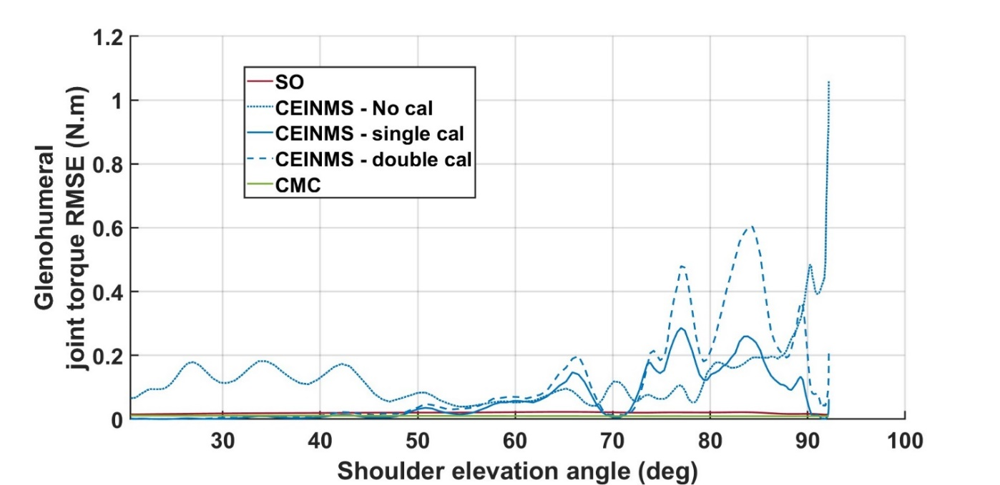 Glenohumeral
joint torque RMSE (N.m)
1.2
1
0.8
0.6
0.4
0.2
0
SO
CEINMS - No cal
CEINMS - single cal
CEINMS - double cal
CMC
30 40 50 60 70 80 90 100
Shoulder elevation angle (deg)